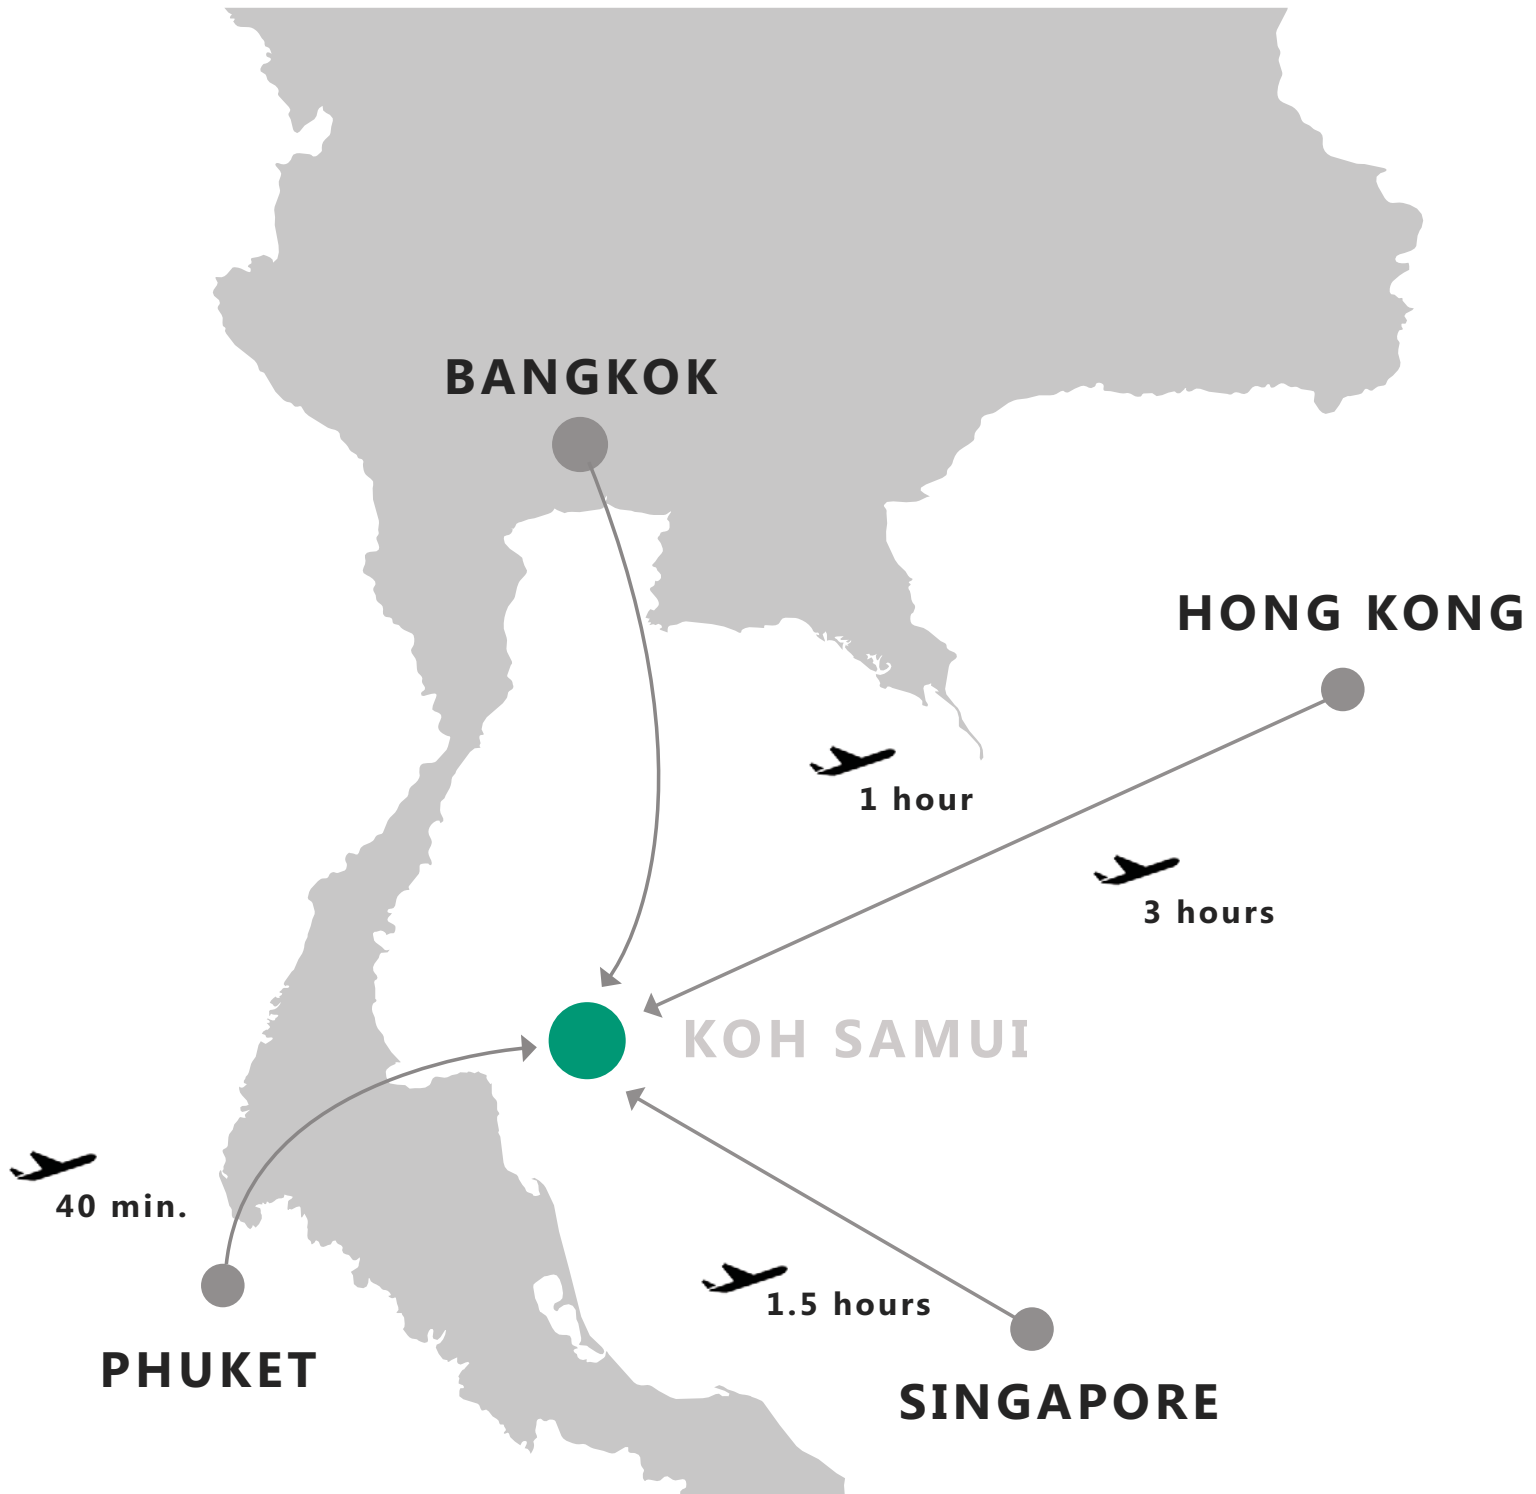 BANGKOK
HONG KONG
1 hour
3 hours
KOH SAMUI
40 min.
1.5 hours
PHUKET
SINGAPORE